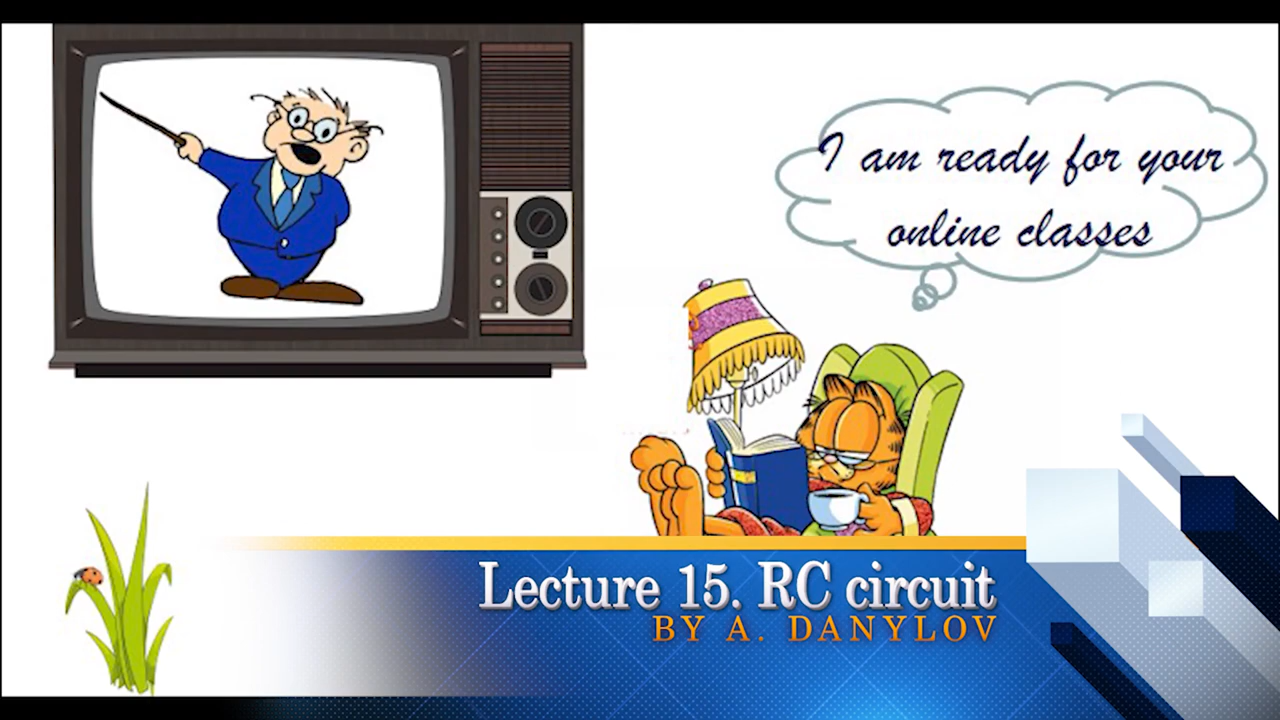 I am ready for your
online classes
Lecture 15. RC circuit
BY A. DANYLOV